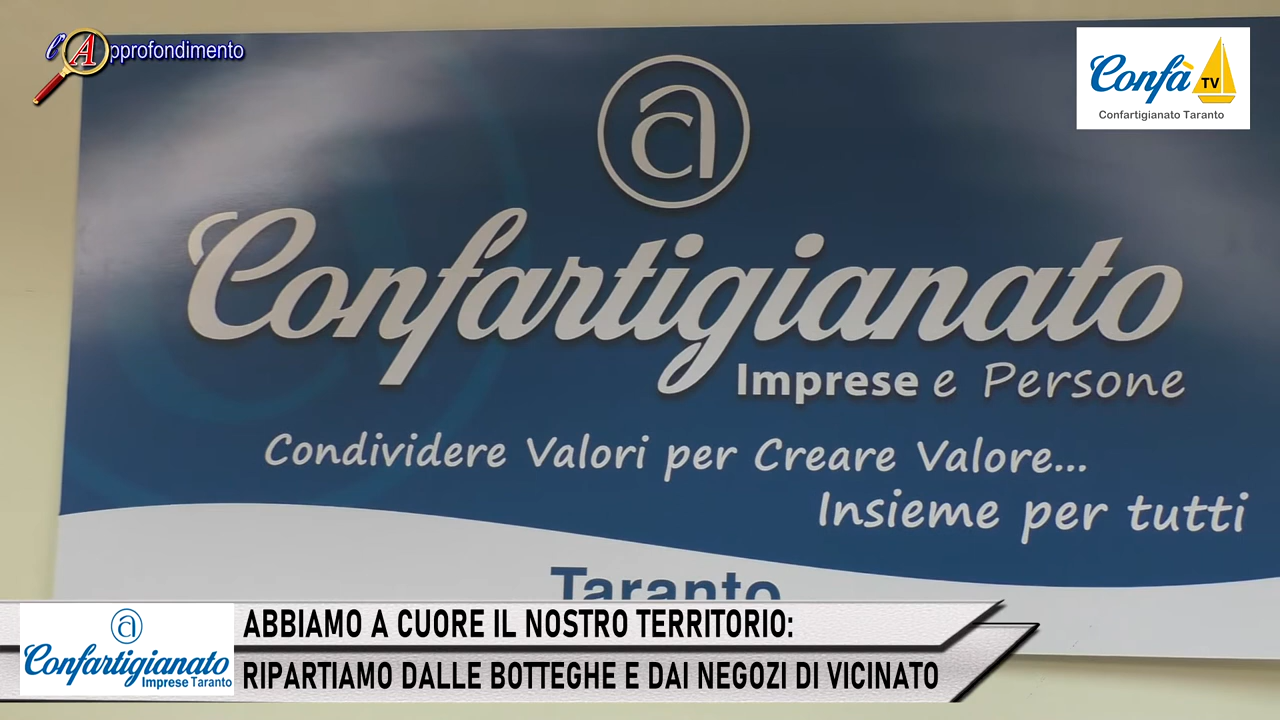 l'Approfondimento
Confà TV
Confartigianato Taranto
a
Confartigianato
Imprese e Persone
Condividere Valori per Creare Valore...
Insieme per tutti
Taranto
a
Confartigianato
Imprese Taranto
ABBIAMO A CUORE IL NOSTRO TERRITORIO:
RIPARTIAMO DALLE BOTTEGHE E DAI NEGOZI DI VICINATO